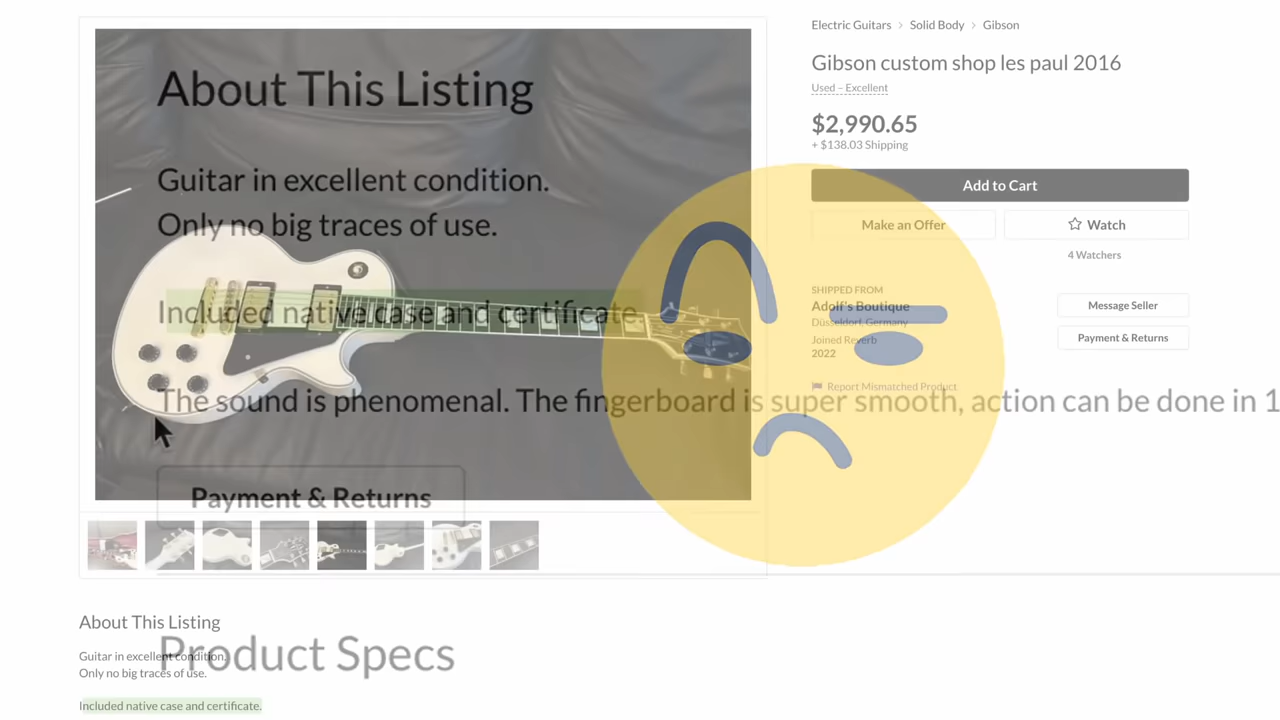 Electric Guitars > Solid Body > Gibson
Gibson custom shop les paul 2016
Used – Excellent
$2,990.65
+ $138.03 Shipping
Add to Cart
Make an Offer
Watch
4 Watchers
SHIPPED FROM
Adolf's Boutique
Düsseldorf, Germany
Joined Reverb
2022
Message Seller
Payment & Returns
Report Mismatched Product
About This Listing
Guitar in excellent condition.
Only no big traces of use.
Included native case and certificate.
The sound is phenomenal. The fingerboard is super smooth, action can be done in 1
Payment & Returns
Product Specs
About This Listing
Guitar in excellent condition.
Only no big traces of use.
Included native case and certificate.